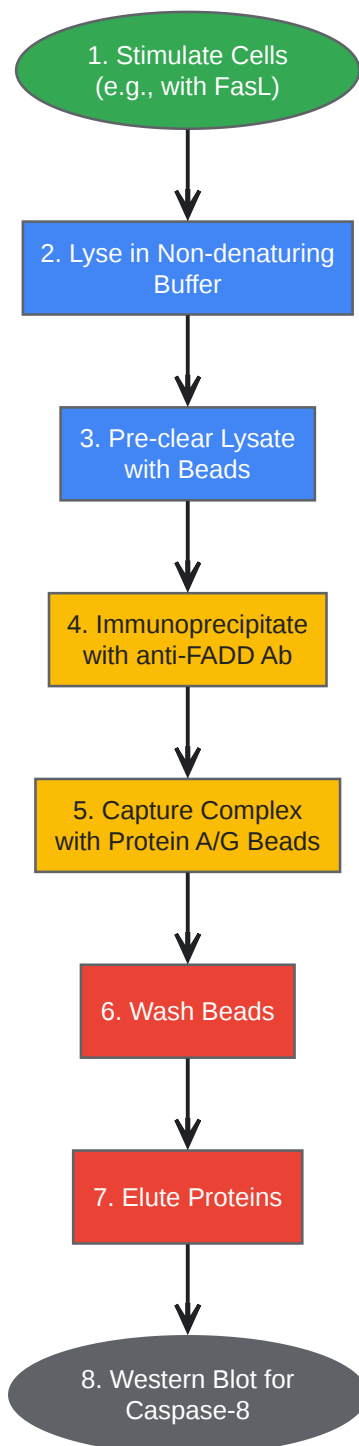 1. Stimulate Cells
(e.g., with FasL)
2. Lyse in Non-denaturing
Buffer
3. Pre-clear Lysate
with Beads
4. Immunoprecipitate
with anti-FADD Ab
5. Capture Complex
with Protein A/G Beads
6. Wash Beads
7. Elute Proteins
8. Western Blot for
Caspase-8